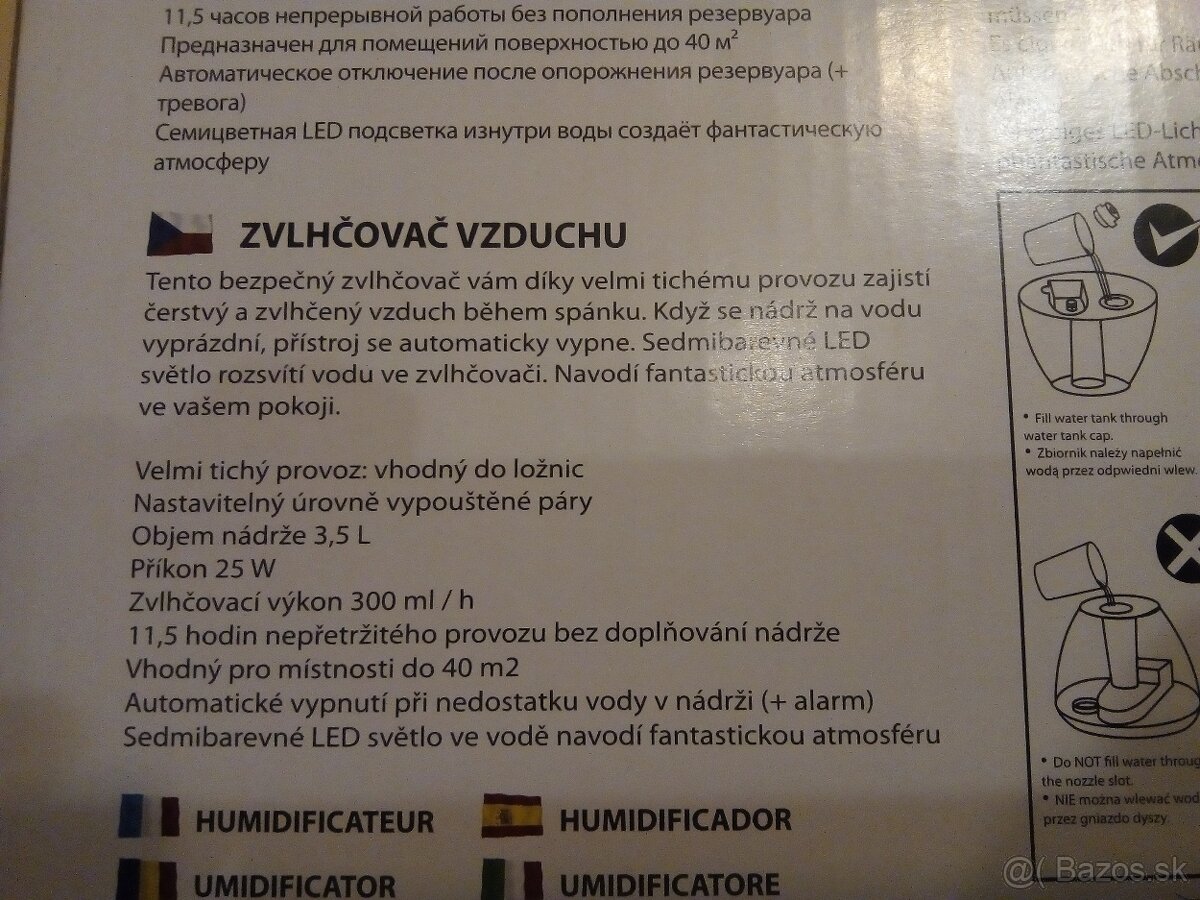 11,5 часов непрерывной работы без пополнения резервуара
Предназначен для помещений поверхностью до 40 м²
Автоматическое отключение после опорожнения резервуара (+
тревога)
Семицветная LED подсветка изнутри воды создаёт фантастическую
атмосферу
müssen
LED-Lich
phantastische Atm
ZVLHČOVAČ VZDUCHU
Tento bezpečný zvlhčovač vám díky velmi tichému provozu zajistí
čerstvý a zvlhčený vzduch během spánku. Když se nádrž na vodu
vyprázdní, přístroj se automaticky vypne. Sedmibarevné LED
světlo rozsvítí vodu ve zvlhčovači. Navodí fantastickou atmosféru
ve vašem pokoji.
Velmi tichý provoz: vhodný do ložnic
Nastavitelný úrovně vypouštěné páry
Objem nádrže 3,5 L
Příkon 25 W
Zvlhčovací výkon 300 ml / h
11,5 hodin nepřetržitého provozu bez doplňování nádrže
Vhodný pro místnosti do 40 m2
Automatické vypnutí při nedostatku vody v nádrži (+ alarm)
Sedmibarevné LED světlo ve vodě navodí fantastickou atmosféru
HUMIDIFICATEUR
HUMIDIFICADOR
UMIDIFICATOR
UMIDIFICATORE
• Fill water tank through
water tank cap.
• Zbiornik należy napełnić
wodą przez odpwiedni wlew.
• Do NOT fill water throug
the nozzle slot.
• NIE można wlewać wod
przez gniazdo dyszy.
@( Bazos.sk